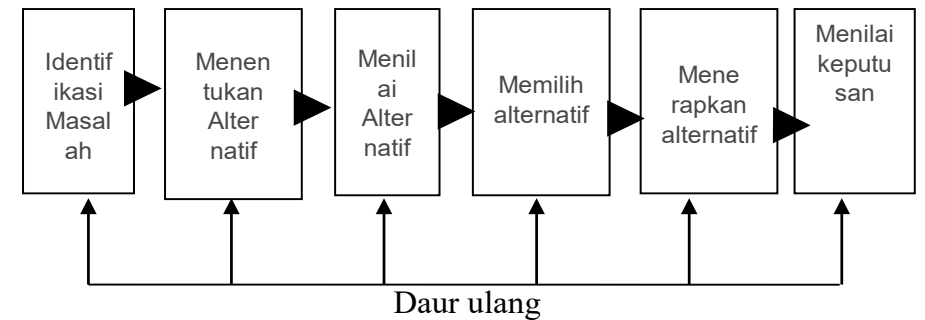 Identif
ikasi
Masal
ah
Menen
tukan
Alter
natif
Menil
ai
Alter
natif
Memilih
alternatif
Mene
rapkan
alternatif
Menilai
keputu
san
Daur ulang